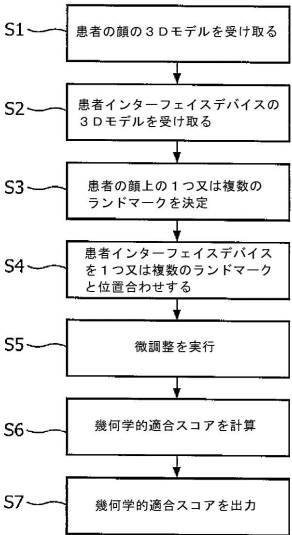 S1
患者の顔の３Dモデルを受け取る
S2
患者インターフェイスデバイスの
３Dモデルを受け取る
S3
患者の顔上の１つ又は複数の
ランドマークを決定
S4
患者インターフェイスデバイス
を１つ又は複数のランドマーク
と位置合わせする
S5
微調整を実行
S6
幾何学的適合スコアを計算
S7
幾何学的適合スコアを出力